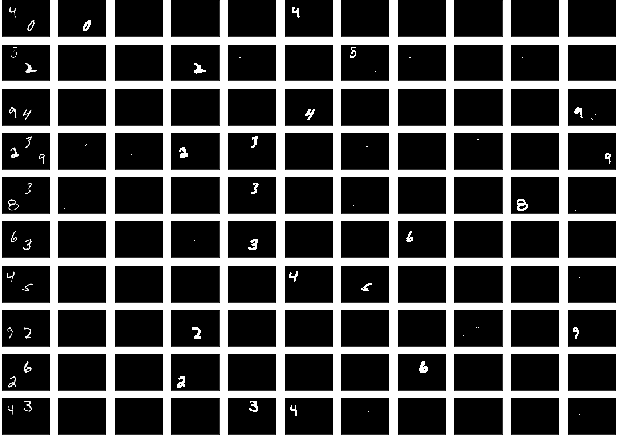 4 0 0 4
5 2 2 5
9 4 4 9
2 3 9 2 3 9
3 8 3 8
6 3 3 6
4 5 4 5
9 2 2 9
6 2 2 6
4 3 3 4